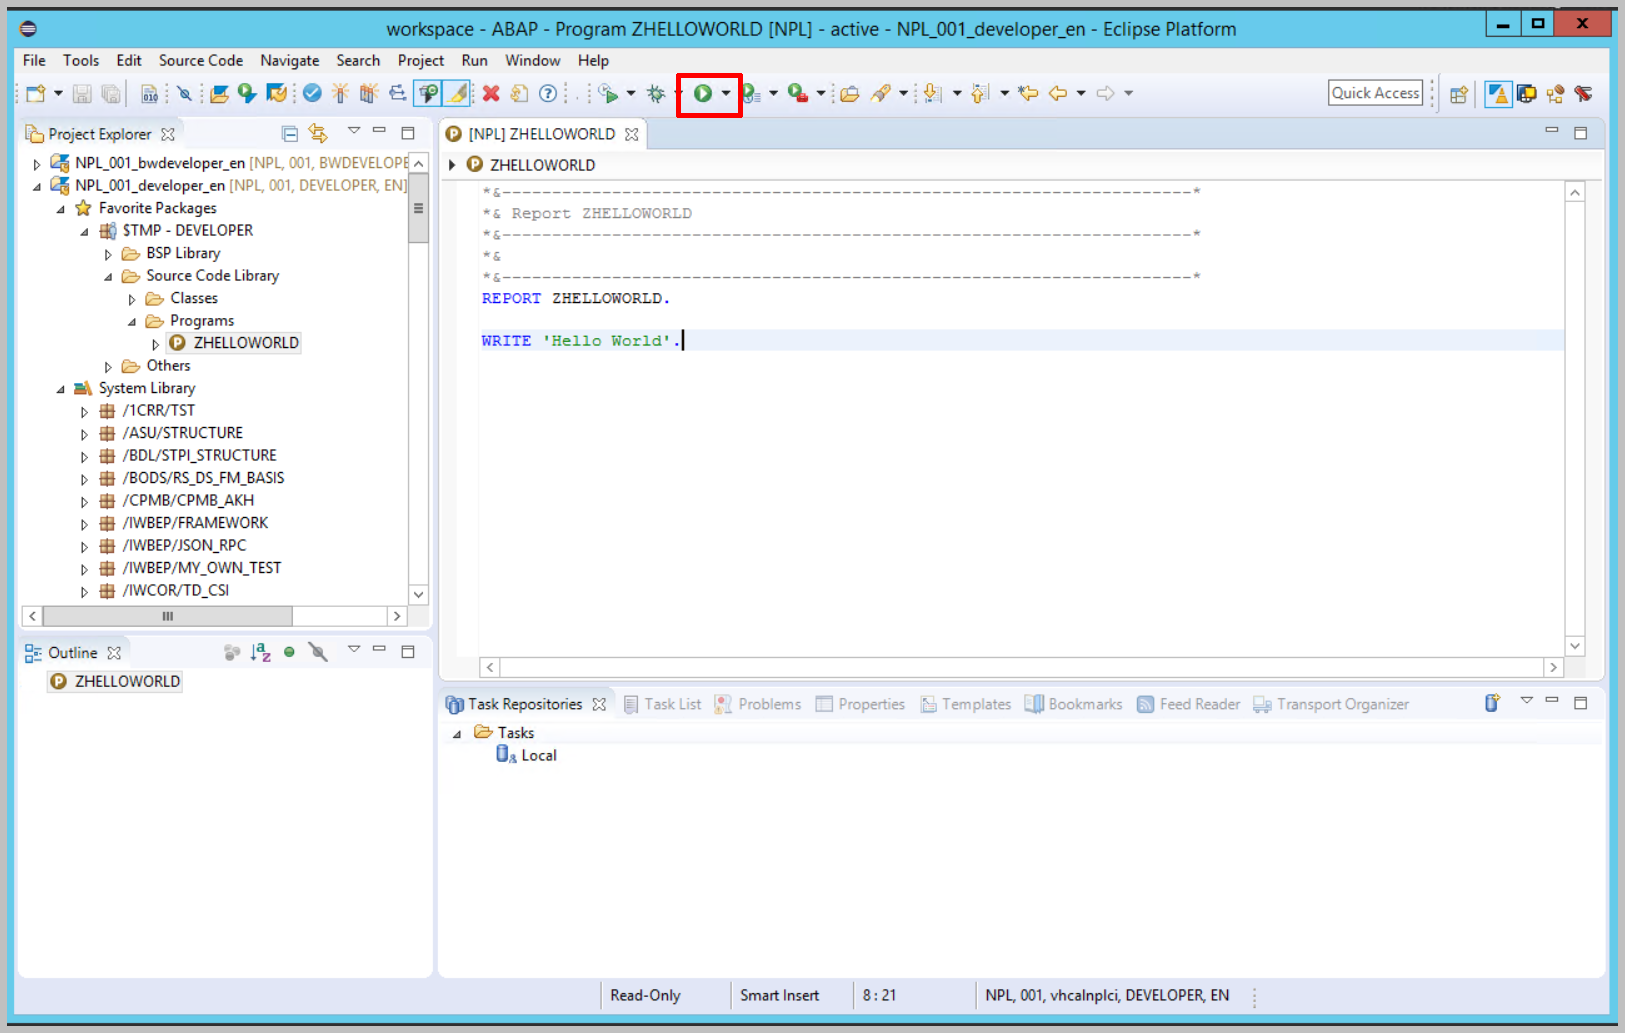 workspace - ABAP - Program ZHELLOWORLD [NPL] - active - NPL_001_developer_en - Eclipse Platform
File Tools Edit Source Code Navigate Search Project Run Window Help
Quick Access
Project Explorer
NPL_001_bwdeveloper_en [NPL, 001, BWDEVELOPE
NPL_001_developer_en [NPL, 001, DEVELOPER, EN]
Favorite Packages
$TMP - DEVELOPER
BSP Library
Source Code Library
Classes
Programs
ZHELLOWORLD
Others
System Library
/1CRR/TST
/ASU/STRUCTURE
/BDL/STPI_STRUCTURE
/BODS/RS_DS_FM_BASIS
/CPMB/CPMB_AKH
/IWBEP/FRAMEWORK
/IWBEP/JSON_RPC
/IWBEP/MY_OWN_TEST
/IWCOR/TD_CSI
Outline
ZHELLOWORLD
[NPL] ZHELLOWORLD
ZHELLOWORLD
*&---------------------------------------------------------------------*
*& Report ZHELLOWORLD
*&---------------------------------------------------------------------*
*&
*&---------------------------------------------------------------------*
REPORT ZHELLOWORLD.
WRITE 'Hello World'.
Task Repositories Task List Problems Properties Templates Bookmarks Feed Reader Transport Organizer
Tasks
Local
Read-Only Smart Insert 8 : 21 NPL, 001, vhcalnplci, DEVELOPER, EN